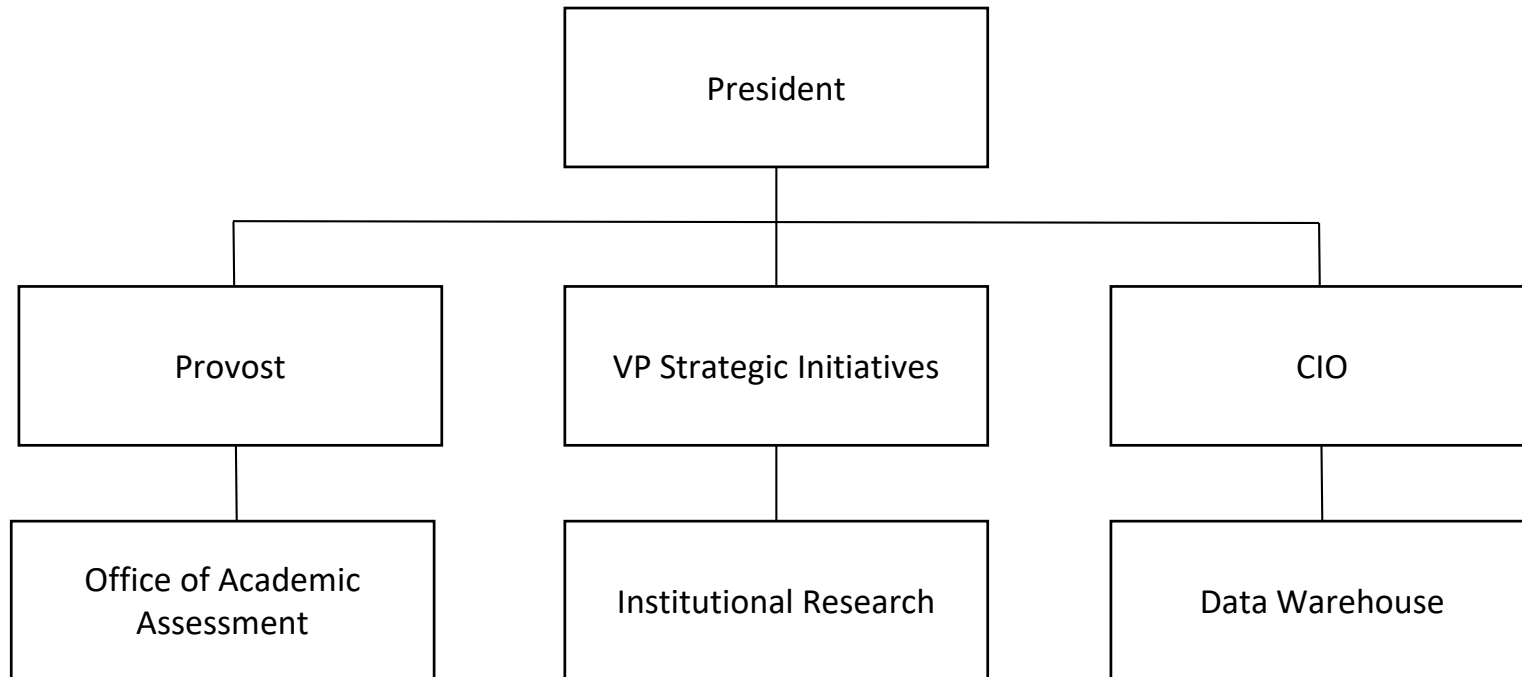 President
Provost
VP Strategic Initiatives
CIO
Office of Academic
Assessment
Institutional Research
Data Warehouse